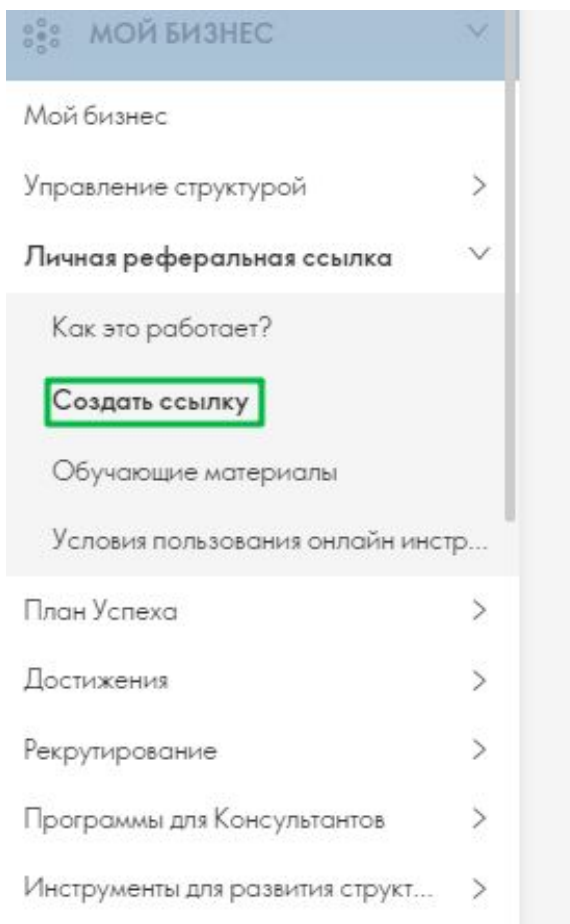 МОЙ БИЗНЕС
Мой бизнес
Управление структурой
Личная реферальная ссылка
Как это работает?
Создать ссылку
Обучающие материалы
Условия пользования онлайн инстр...
План Успеха
Достижения
Рекрутирование
Программы для Консультантов
Инструменты для развития структ...